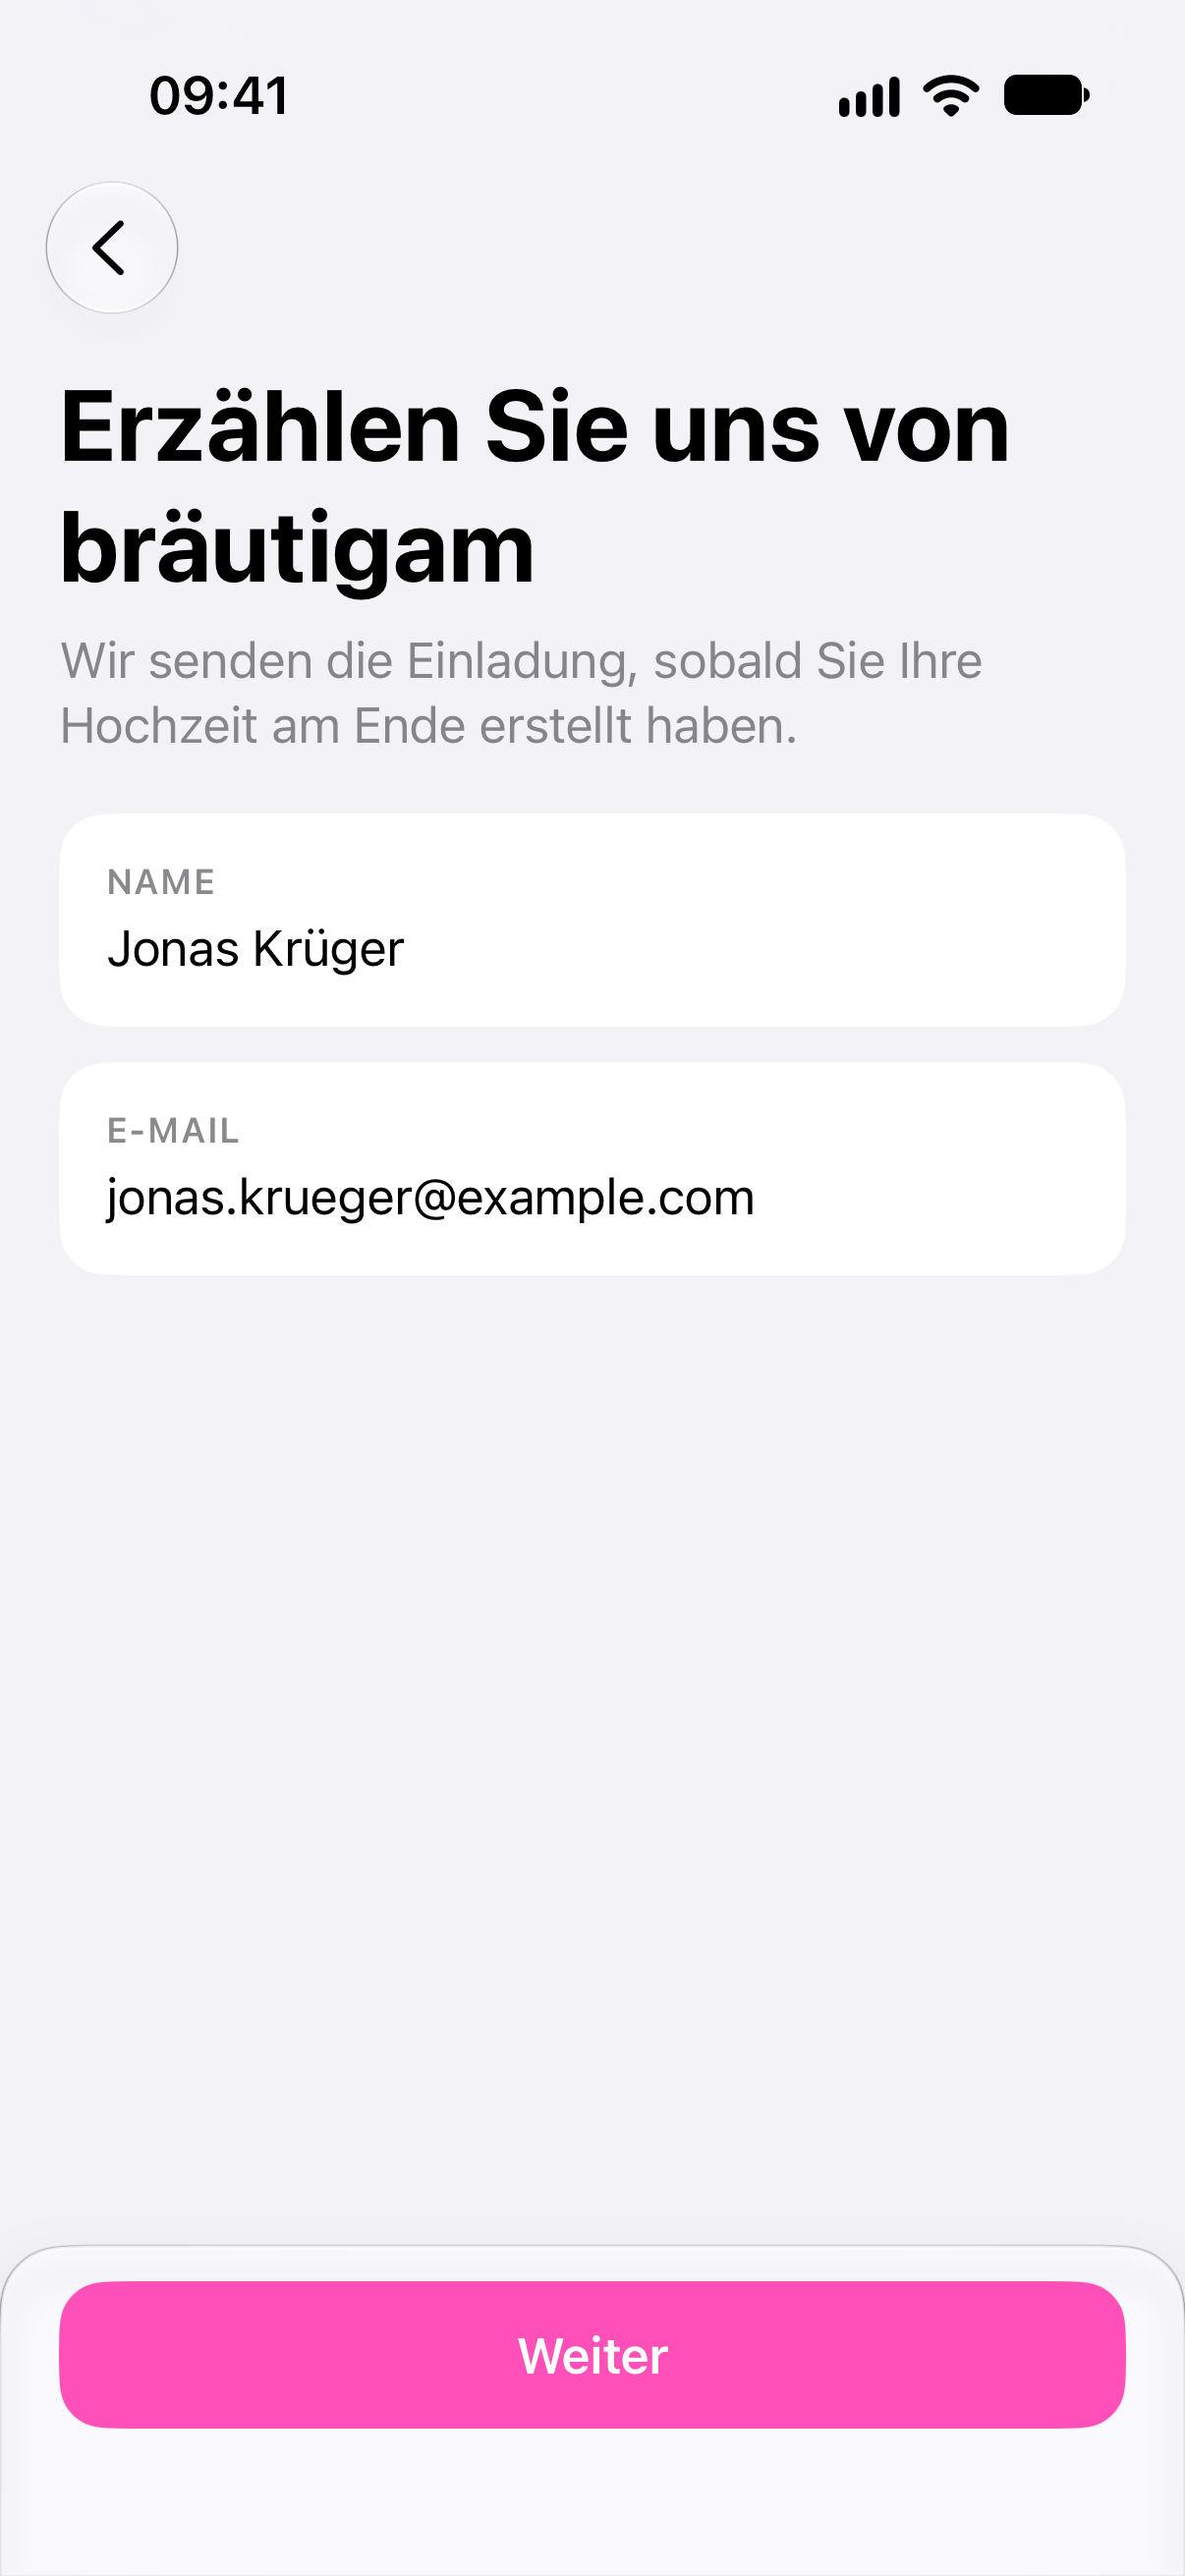 09:41
Erzählen Sie uns von
bräutigam
Wir senden die Einladung, sobald Sie Ihre
Hochzeit am Ende erstellt haben.
NAME
Jonas Krüger
E-MAIL
jonas.krueger@example.com
Weiter